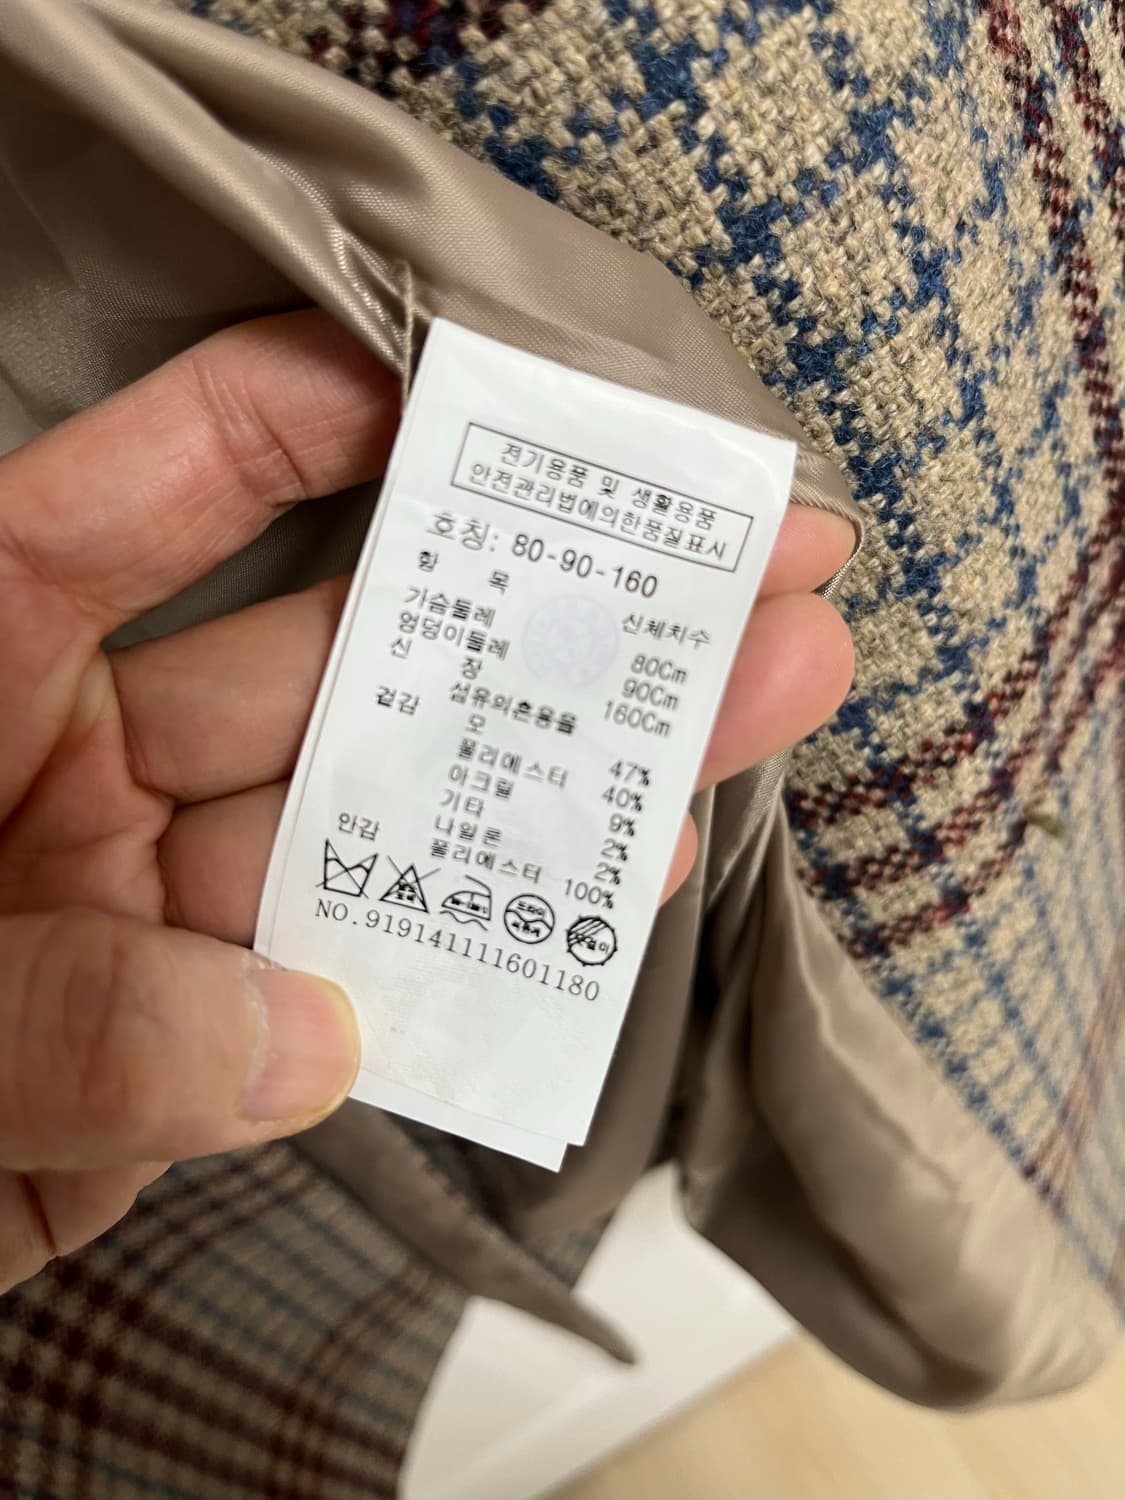 전기용품 및 생활용품
안전관리법에의한품질표시
호칭: 80-90-160
항 목 신체치수
가슴둘레 80Cm
엉덩이둘레 90Cm
신 장 160Cm
섬유의혼용율
겉감 모 47%
폴리에스터 40%
아크릴 9%
기타 2%
나일론 2%
안감 폴리에스터 100%
드라이
NO.919141111601180